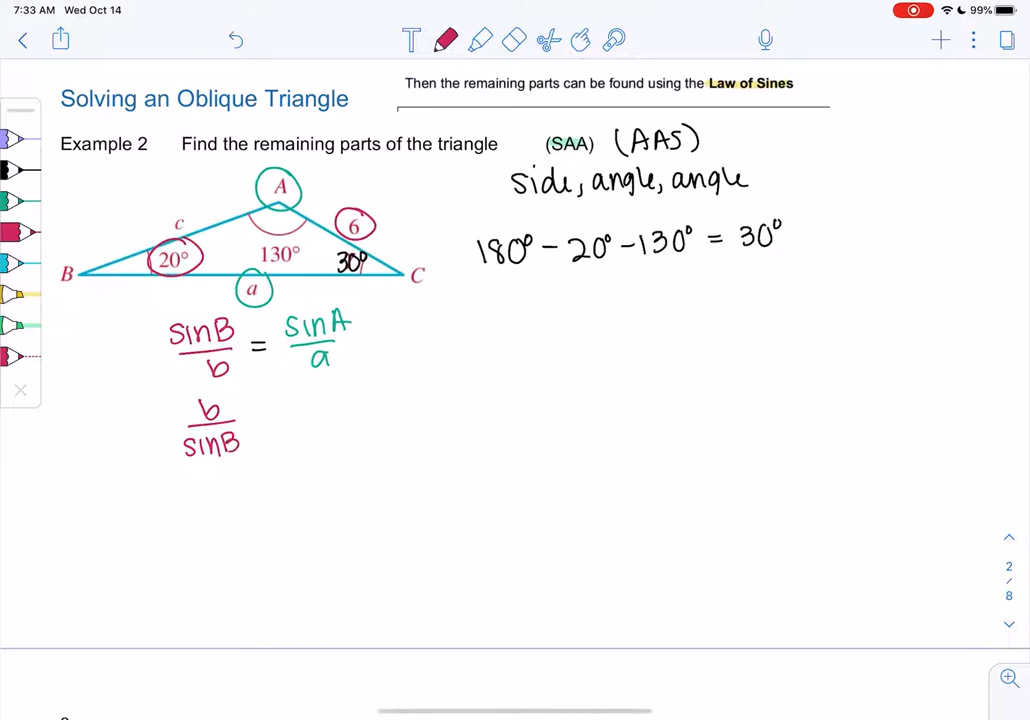 7:33 AM Wed Oct 14
99%
T
Then the remaining parts can be found using the Law of Sines
Solving an Oblique Triangle
Example 2 Find the remaining parts of the triangle (SAA) (AAS)
side, angle, angle
A
c
6
20°
130°
30°
B
C
a
180° - 20° - 130° = 30°
sinB/b = sinA/a
b/sinB
2
/
8